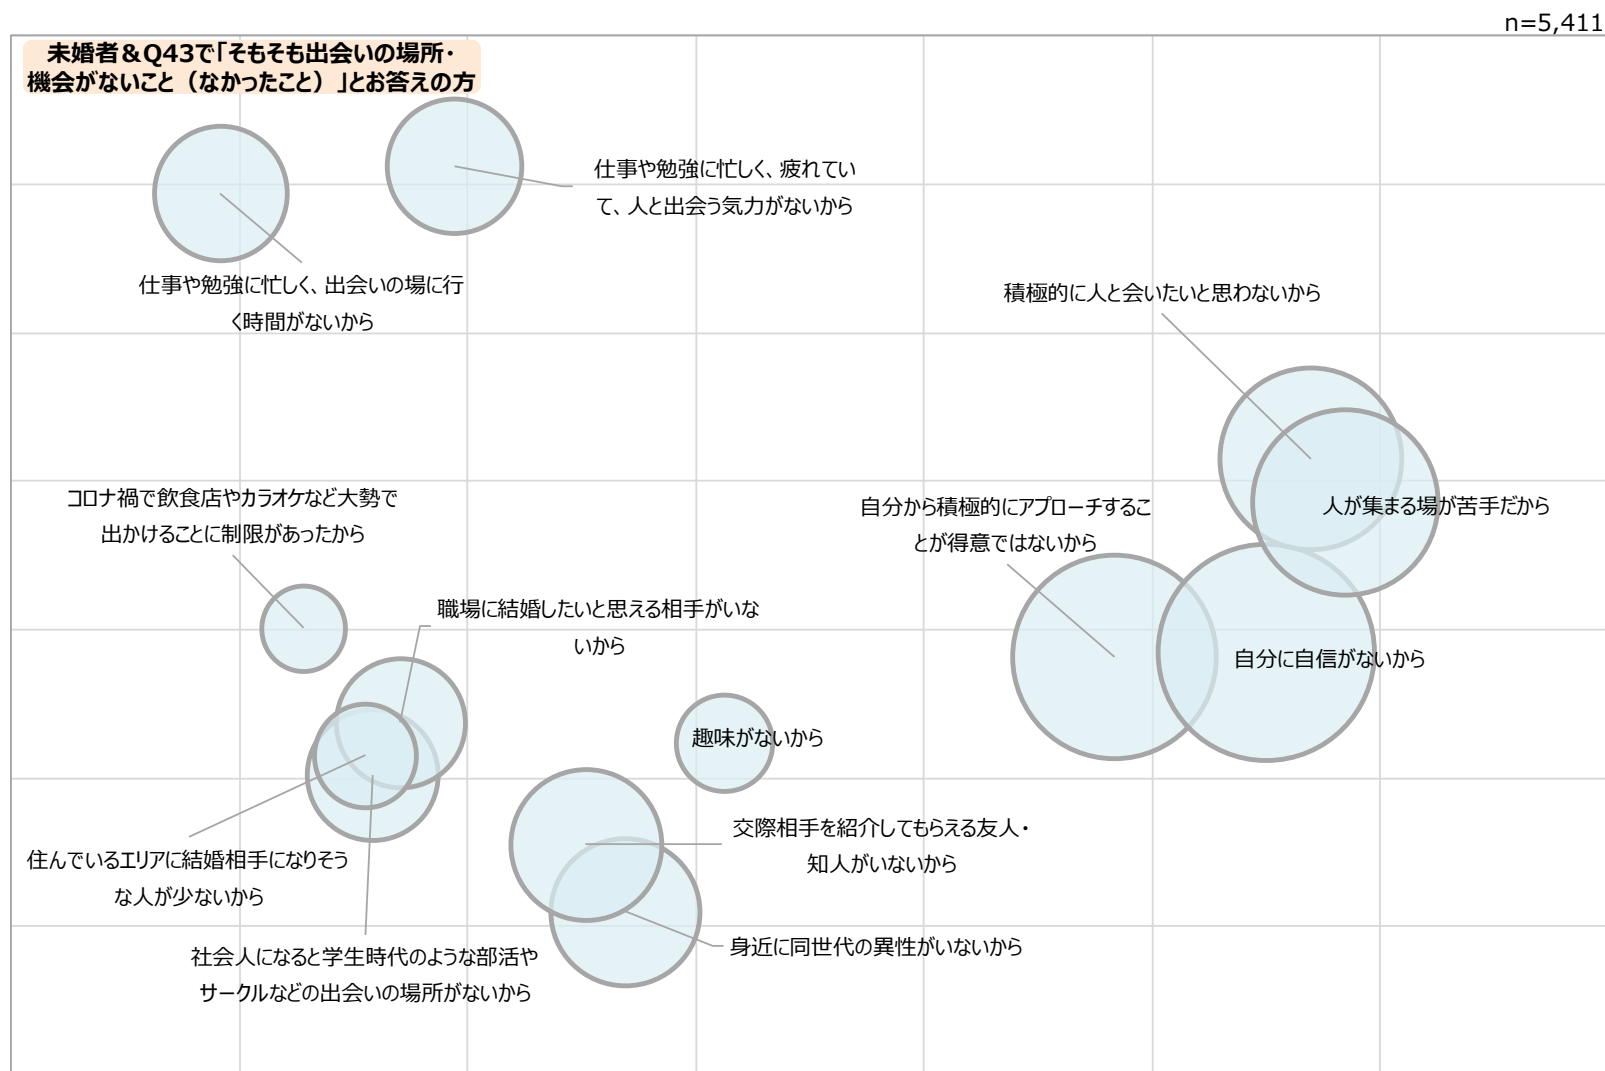 n=5,411
未婚者&Q43で「そもそも出会いの場所・
機会がないこと（なかったこと）」とお答えの方
仕事や勉強に忙しく、疲れてい
て、人と出会う気力がないから
仕事や勉強に忙しく、出会いの場に行
く時間がないから
積極的に人と会いたいと思わないから
コロナ禍で飲食店やカラオケなど大勢で
出かけることに制限があったから
自分から積極的にアプローチするこ
とが得意ではないから
人が集まる場が苦手だから
職場に結婚したいと思える相手がいな
いから
自分に自信がないから
趣味がないから
交際相手を紹介してもらえる友人・
知人がいないから
住んでいるエリアに結婚相手になりそう
な人が少ないから
身近に同世代の異性がいないから
社会人になると学生時代のような部活や
サークルなどの出会いの場所がないから